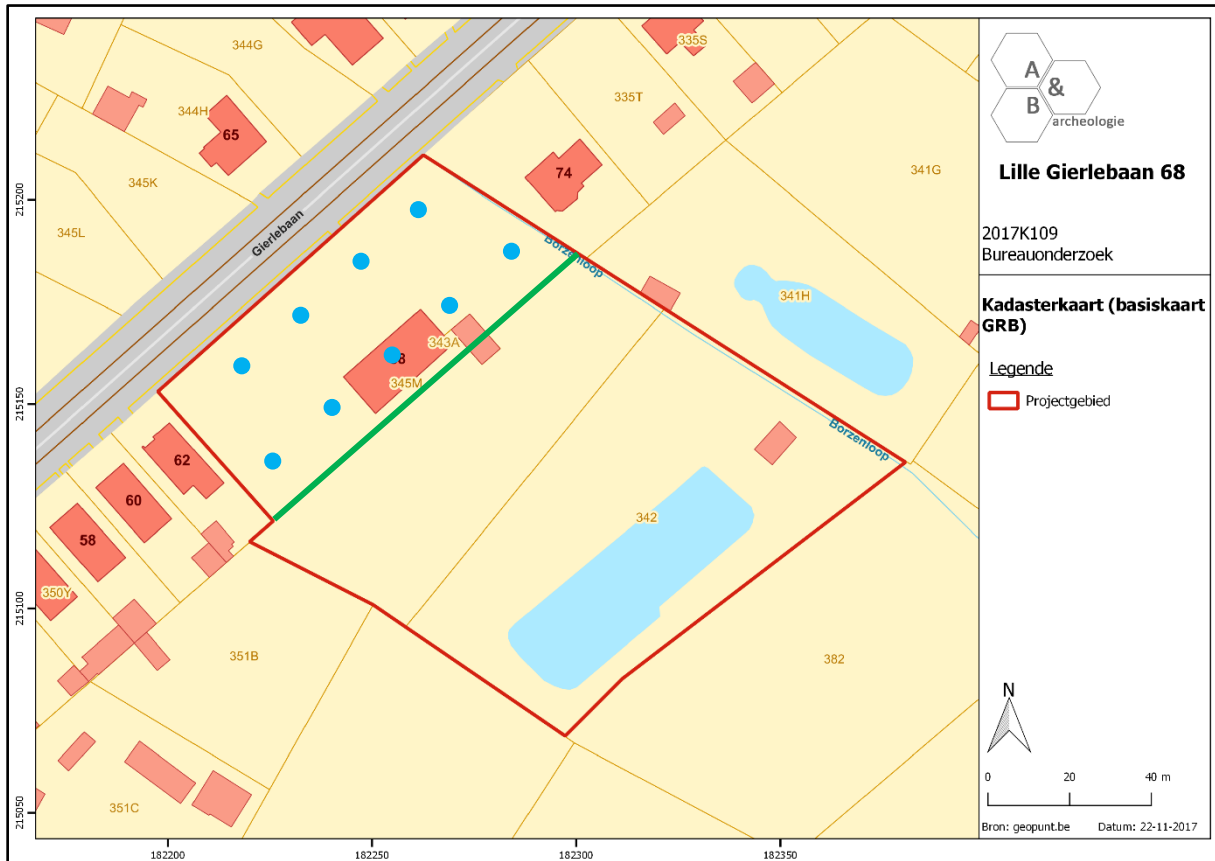 344G
335S
344H
335T
65
345K
74
341G
345L
Gierlebaan
Borzenloop
341H
8
343A
345M
Borzenloop
62
60
58
342
350Y
351B
382
351C
215200
215150
215100
215050
182200
182250
182300
182350
A
&
B
archeologie
Lille Gierlebaan 68
2017K109
Bureauonderzoek
Kadasterkaart (basiskaart
GRB)
Legende
Projectgebied
N
0 20 40 m
Bron: geopunt.be Datum: 22-11-2017